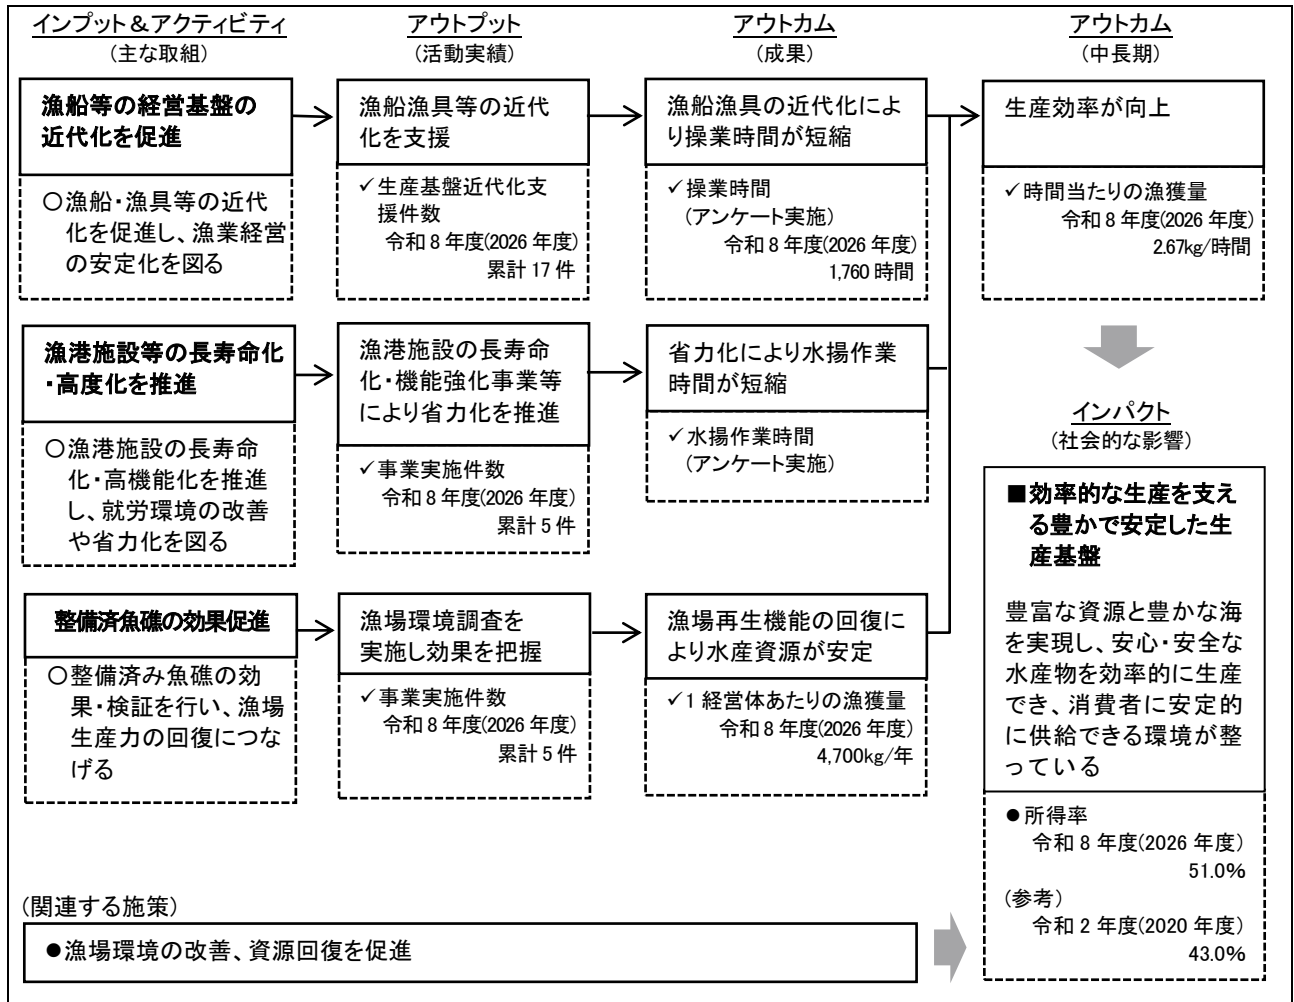 インプット＆アクティビティ
(主な取組)
アウトプット
(活動実績)
アウトカム
(成果)
アウトカム
(中長期)
漁船等の経営基盤の
近代化を促進
○漁船・漁具等の近代
化を促進し、漁業経営
の安定化を図る
漁船漁具等の近代
化を支援
✓生産基盤近代化支
援件数
令和8年度(2026年度)
累計17件
漁船漁具の近代化によ
り操業時間が短縮
✓操業時間
(アンケート実施)
令和8年度(2026年度)
1,760時間
生産効率が向上
✓時間当たりの漁獲量
令和8年度(2026年度)
2.67kg/時間
漁港施設等の長寿命化
・高度化を推進
○漁港施設の長寿命
化・高機能化を推進
し、就労環境の改善
や省力化を図る
漁港施設の長寿命
化・機能強化事業等
により省力化を推進
✓事業実施件数
令和8年度(2026年度)
累計5件
省力化により水揚作業
時間が短縮
✓水揚作業時間
(アンケート実施)
整備済魚礁の効果促進
○整備済み魚礁の効
果・検証を行い、漁場
生産力の回復につな
げる
漁場環境調査を
実施し効果を把握
✓事業実施件数
令和8年度(2026年度)
累計5件
漁場再生機能の回復に
より水産資源が安定
✓1経営体あたりの漁獲量
令和8年度(2026年度)
4,700kg/年
インパクト
(社会的な影響)
■効率的な生産を支え
る豊かで安定した生
産基盤
豊富な資源と豊かな海
を実現し、安心・安全な
水産物を効率的に生産
でき、消費者に安定的
に供給できる環境が整
っている
●所得率
令和8年度(2026年度)
51.0%
(参考)
令和2年度(2020年度)
43.0%
(関連する施策)
●漁場環境の改善、資源回復を促進